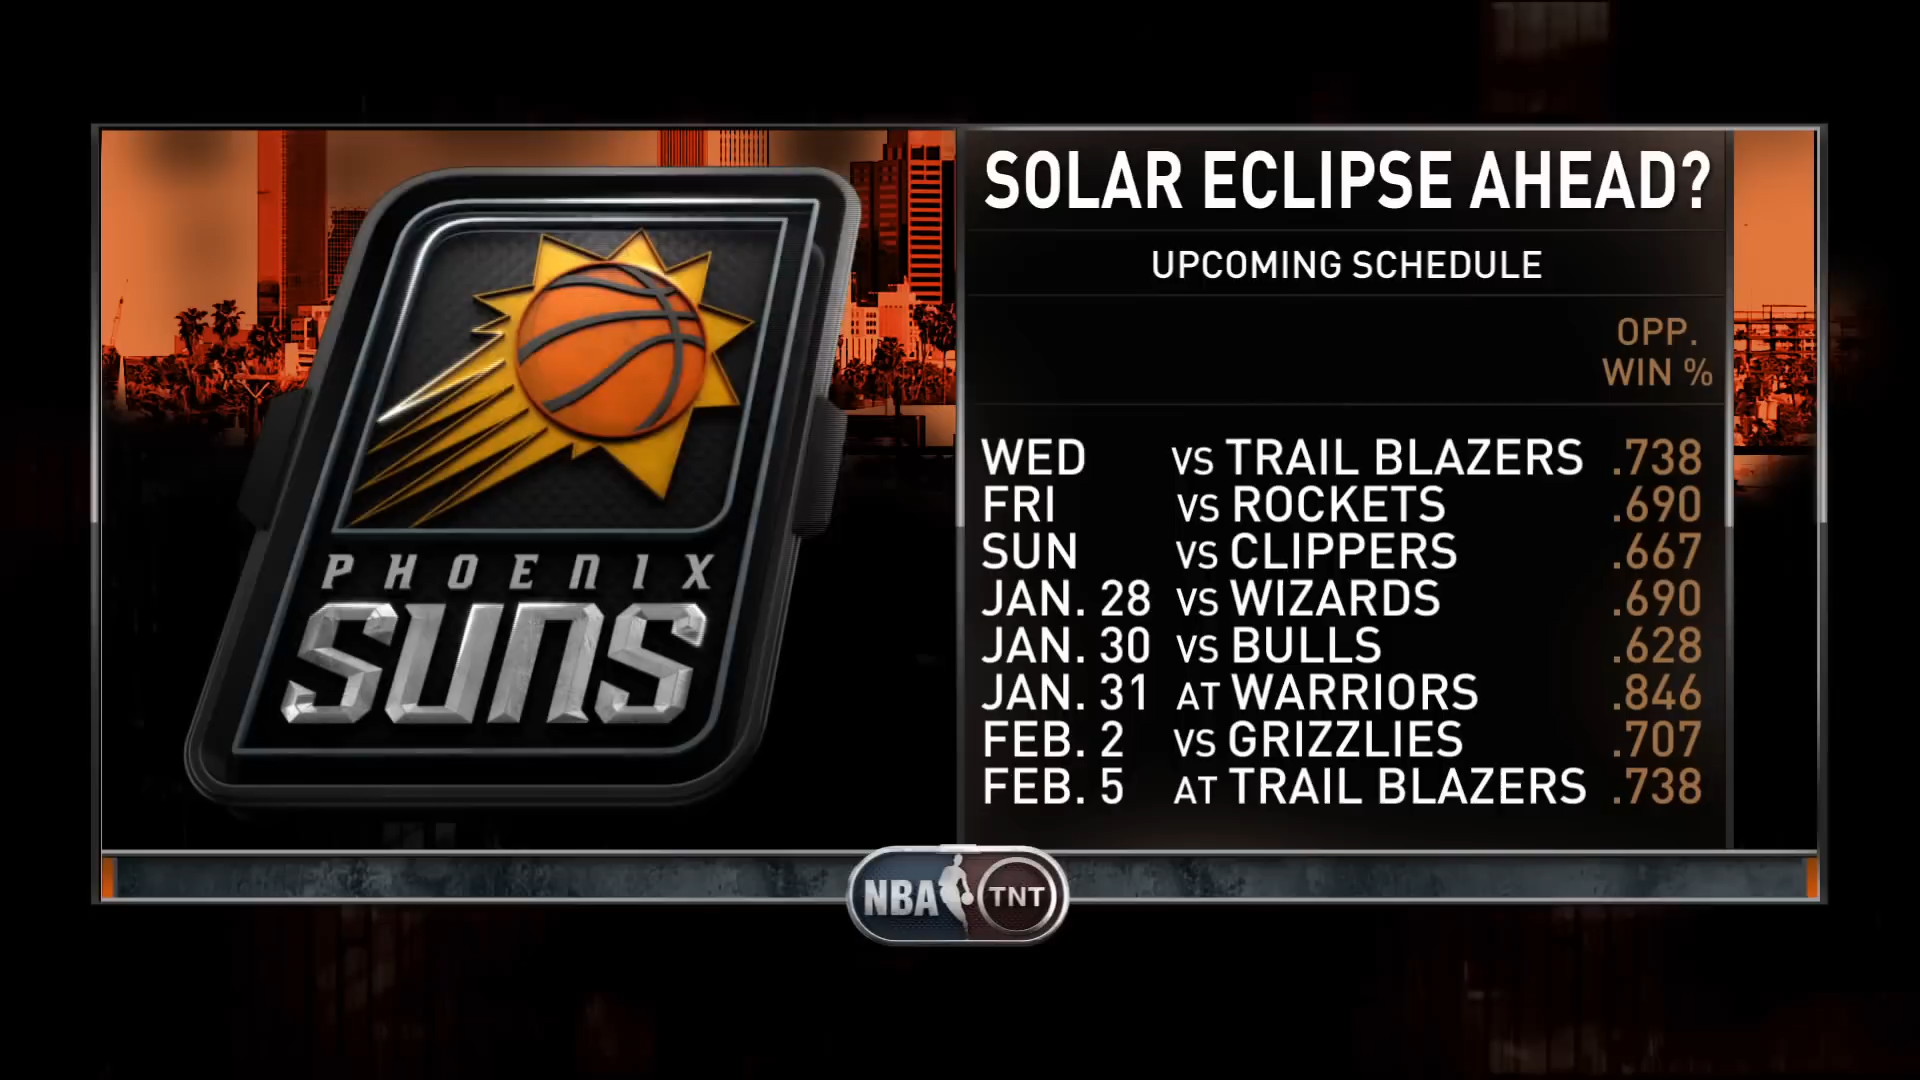 SOLAR ECLIPSE AHEAD?
UPCOMING SCHEDULE
OPP.
WIN %
WED VS TRAIL BLAZERS .738
FRI VS ROCKETS .690
SUN VS CLIPPERS .667
JAN. 28 VS WIZARDS .690
JAN. 30 VS BULLS .628
JAN. 31 AT WARRIORS .846
FEB. 2 VS GRIZZLIES .707
FEB. 5 AT TRAIL BLAZERS .738
PHOENIX
SUNS
NBA TNT